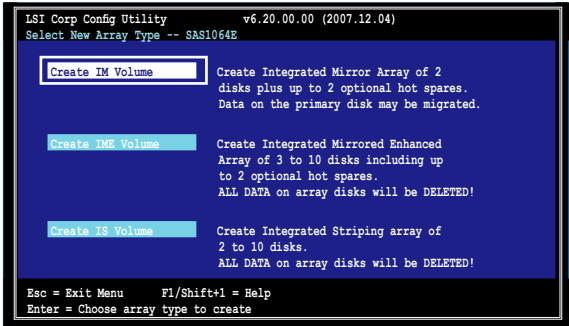 LSI Corp Config Utility v6.20.00.00 (2007.12.04)
Select New Array Type -- SAS1064E
Create IM Volume Create Integrated Mirror Array of 2
disks plus up to 2 optional hot spares.
Data on the primary disk may be migrated.
Create IME Volume Create Integrated Mirrored Enhanced
Array of 3 to 10 disks including up
to 2 optional hot spares.
ALL DATA on array disks will be DELETED!
Create IS Volume Create Integrated Striping array of
2 to 10 disks.
ALL DATA on array disks will be DELETED!
Esc = Exit Menu F1/Shift+1 = Help
Enter = Choose array type to create